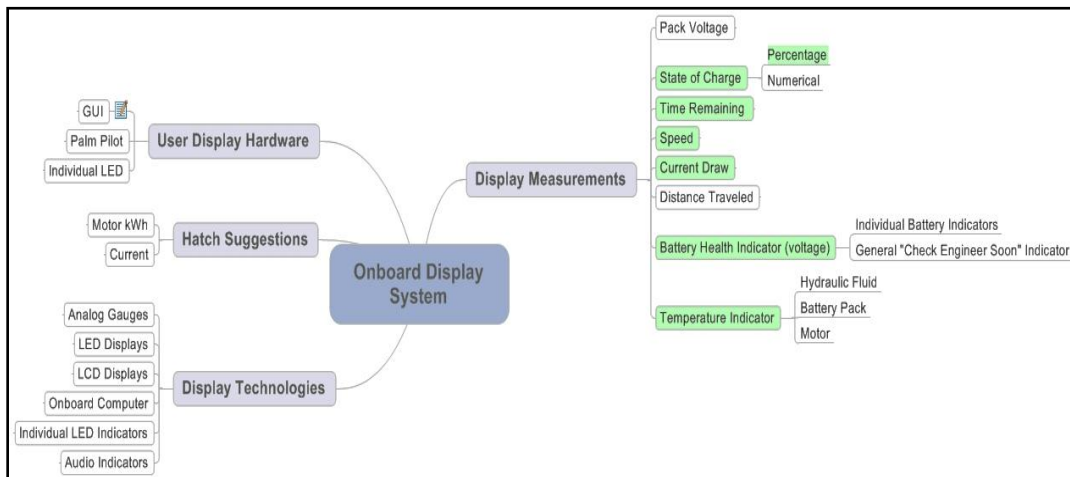 Onboard Display
System
User Display Hardware
GUI
Palm Pilot
Individual LED
Hatch Suggestions
Motor kWh
Current
Display Technologies
Analog Gauges
LED Displays
LCD Displays
Onboard Computer
Individual LED Indicators
Audio Indicators
Display Measurements
Pack Voltage
State of Charge
Percentage
Numerical
Time Remaining
Speed
Current Draw
Distance Traveled
Battery Health Indicator (voltage)
Individual Battery Indicators
General "Check Engineer Soon" Indicator
Temperature Indicator
Hydraulic Fluid
Battery Pack
Motor